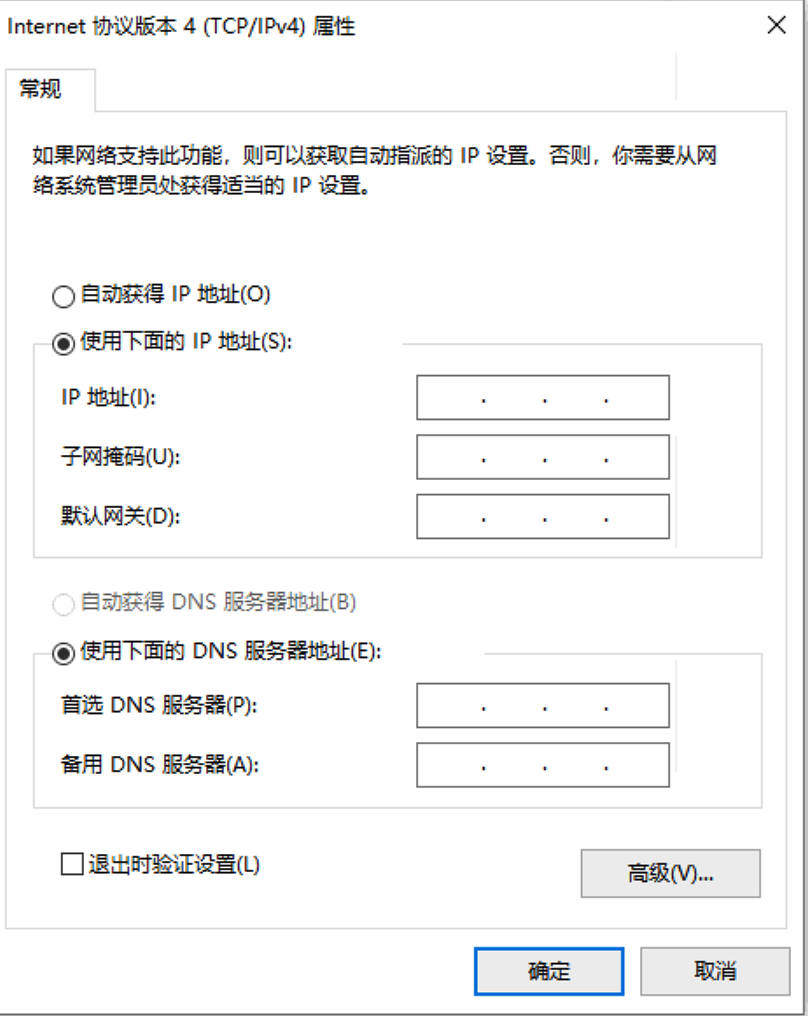 Internet 协议版本 4 (TCP/IPv4) 属性
常规
如果网络支持此功能，则可以获取自动指派的 IP 设置。否则，你需要从网
络系统管理员处获得适当的 IP 设置。
自动获得 IP 地址(O)
使用下面的 IP 地址(S):
IP 地址(I):
. . .
子网掩码(U):
. . .
默认网关(D):
. . .
自动获得 DNS 服务器地址(B)
使用下面的 DNS 服务器地址(E):
首选 DNS 服务器(P):
. . .
备用 DNS 服务器(A):
. . .
退出时验证设置(L)
高级(V)...
确定
取消